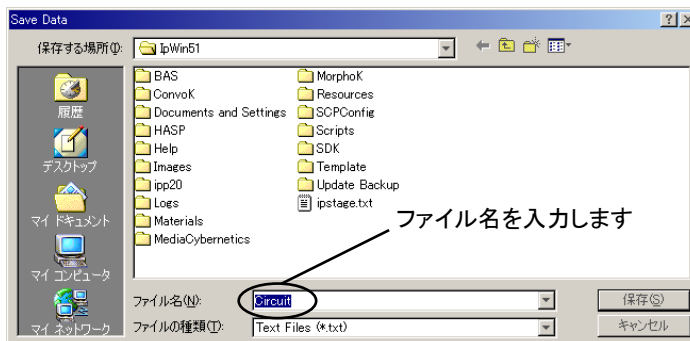 Save Data
保存する場所(I):
IpWin51
履歴
デスクトップ
マイ ドキュメント
マイ コンピュータ
マイ ネットワーク
BAS
ConvoK
Documents and Settings
HASP
Help
Images
ipp20
Logs
Materials
MediaCybernetics
MorphoK
Resources
SCPConfig
Scripts
SDK
Template
Update Backup
ipstage.txt
ファイル名を入力します
ファイル名(N):
Circuit
保存(S)
ファイルの種類(T):
Text Files (*.txt)
キャンセル